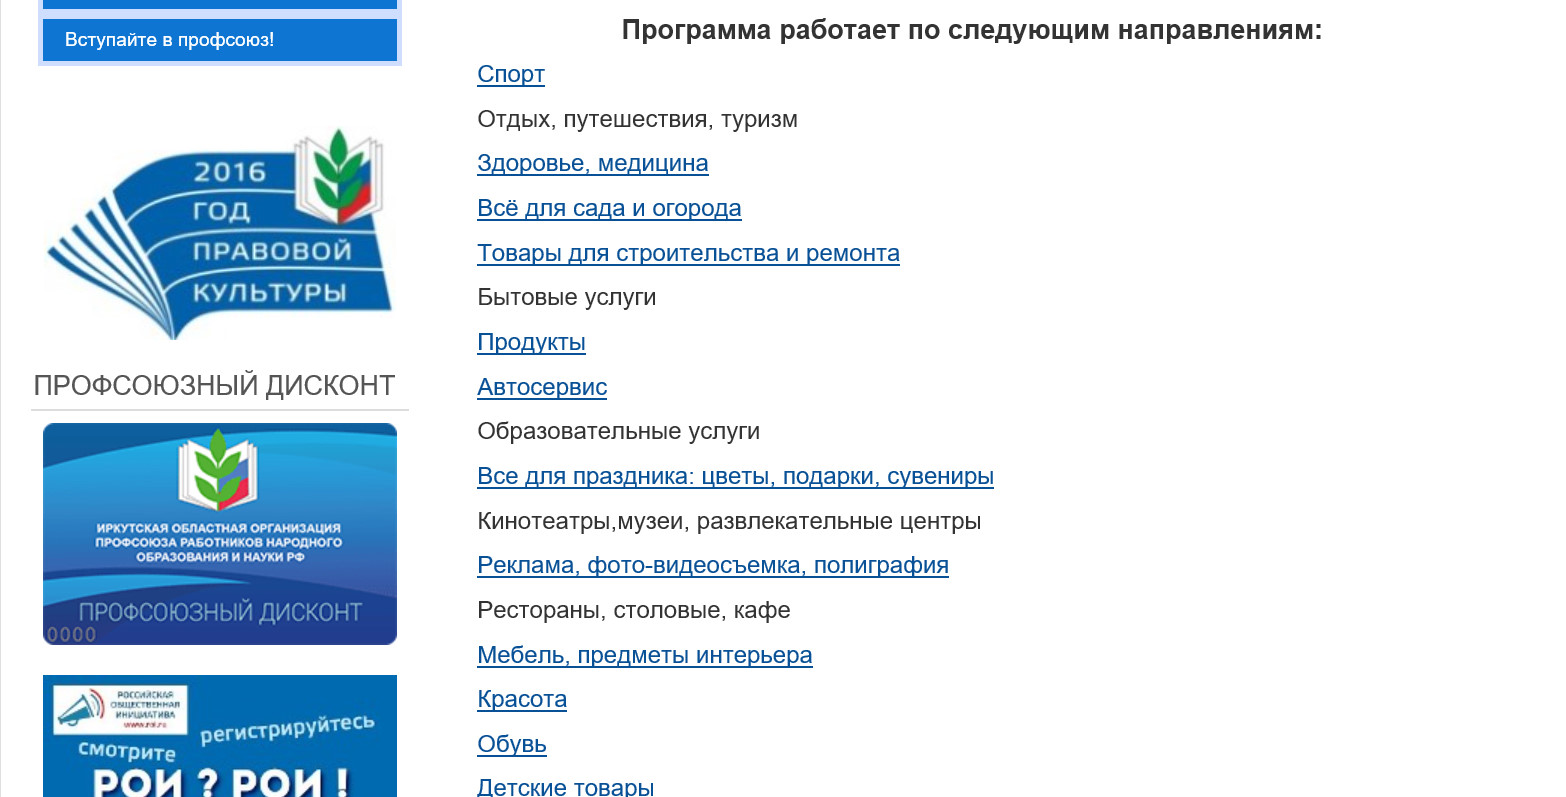 Вступайте в профсоюз!
2016
ГОД
ПРАВОВОЙ
КУЛЬТУРЫ
ПРОФСОЮЗНЫЙ ДИСКОНТ
ИРКУТСКАЯ ОБЛАСТНАЯ ОРГАНИЗАЦИЯ
ПРОФСОЮЗА РАБОТНИКОВ НАРОДНОГО
ОБРАЗОВАНИЯ И НАУКИ РФ
ПРОФСОЮЗНЫЙ ДИСКОНТ
0000
РОССИЙСКАЯ
ОБЩЕСТВЕННАЯ
ИНИЦИАТИВА
www.roi.ru
регистрируйтесь
смотрите
РОИ ? РОИ !
Программа работает по следующим направлениям:
Спорт
Отдых, путешествия, туризм
Здоровье, медицина
Всё для сада и огорода
Товары для строительства и ремонта
Бытовые услуги
Продукты
Автосервис
Образовательные услуги
Все для праздника: цветы, подарки, сувениры
Кинотеатры,музеи, развлекательные центры
Реклама, фото-видеосъемка, полиграфия
Рестораны, столовые, кафе
Мебель, предметы интерьера
Красота
Обувь
Детские товары